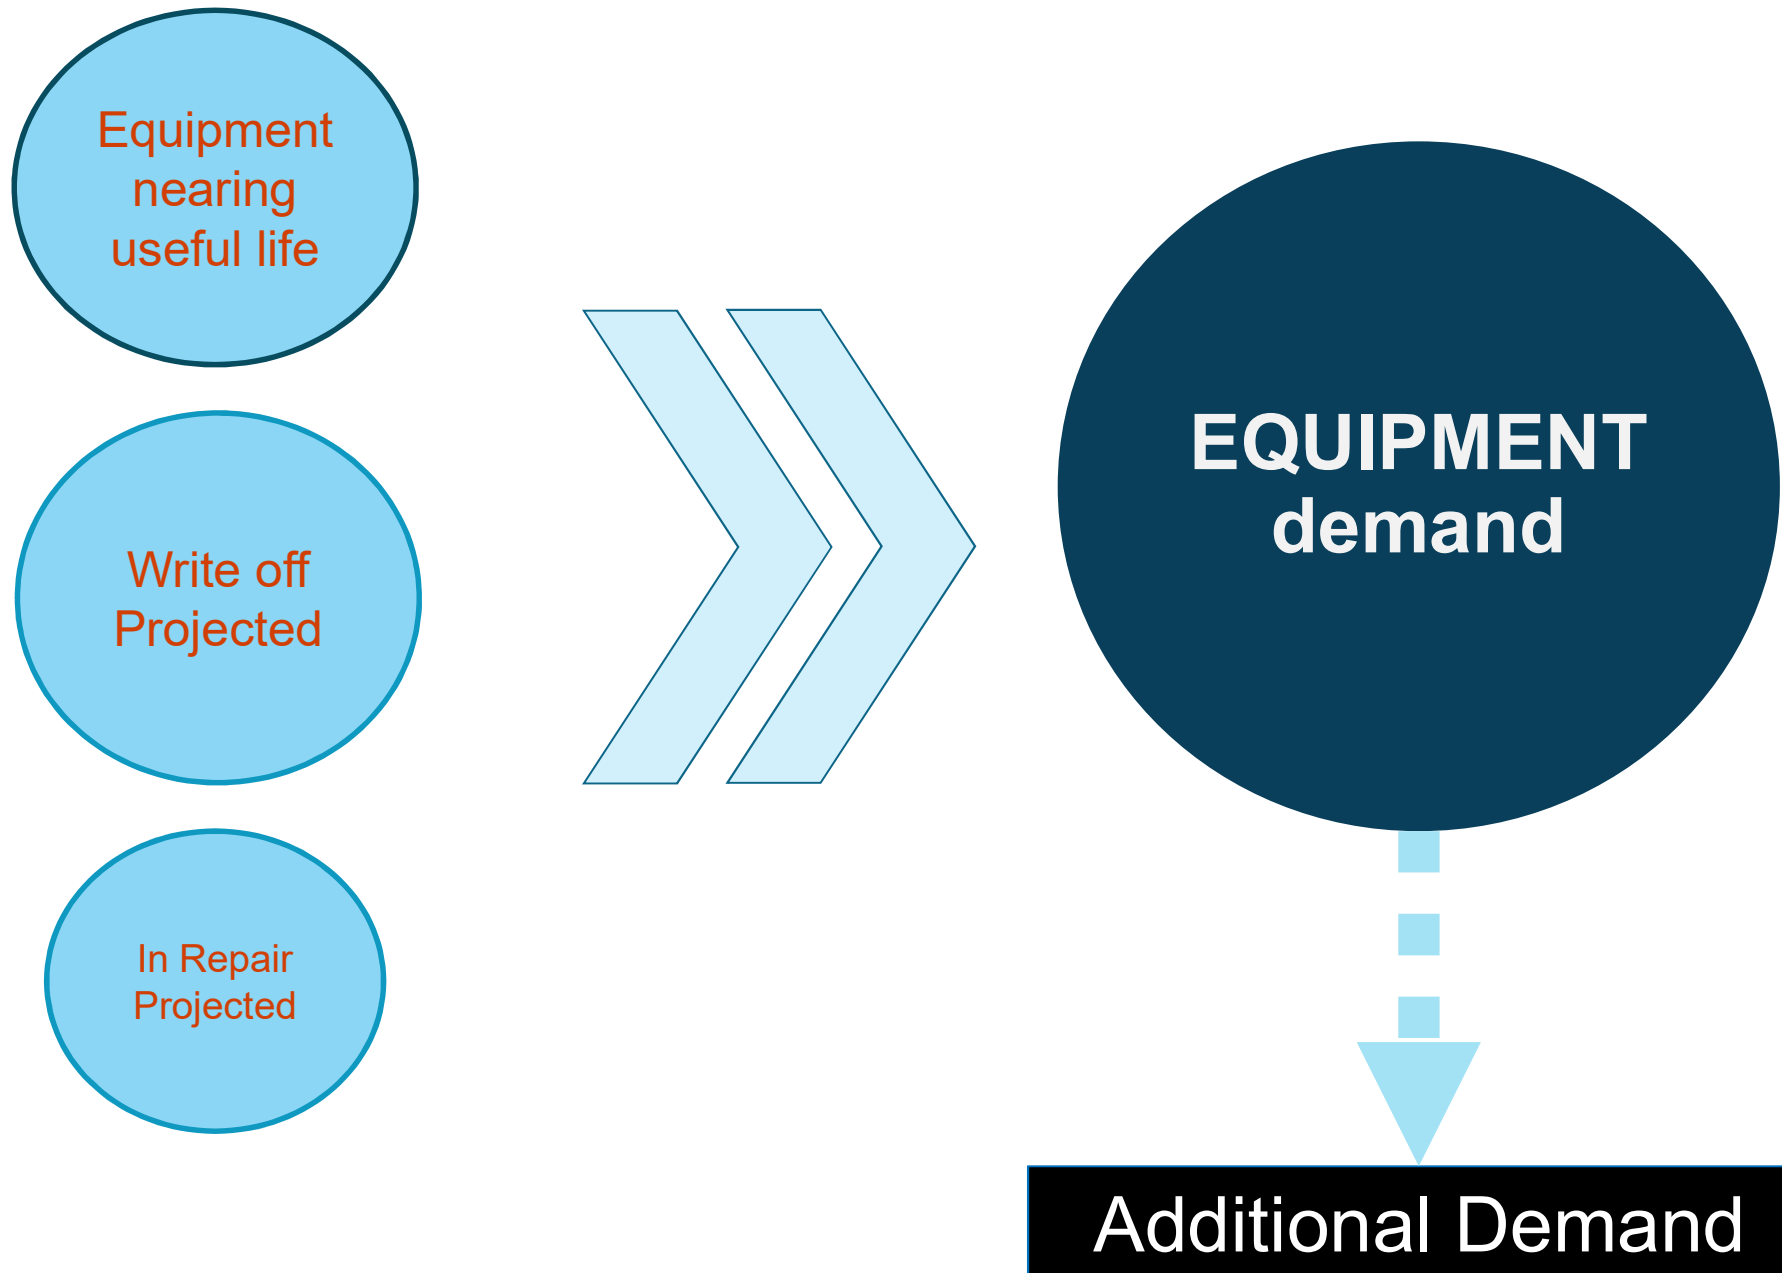 Equipment
nearing
useful life
Write off
Projected
In Repair
Projected
EQUIPMENT
demand
Additional Demand